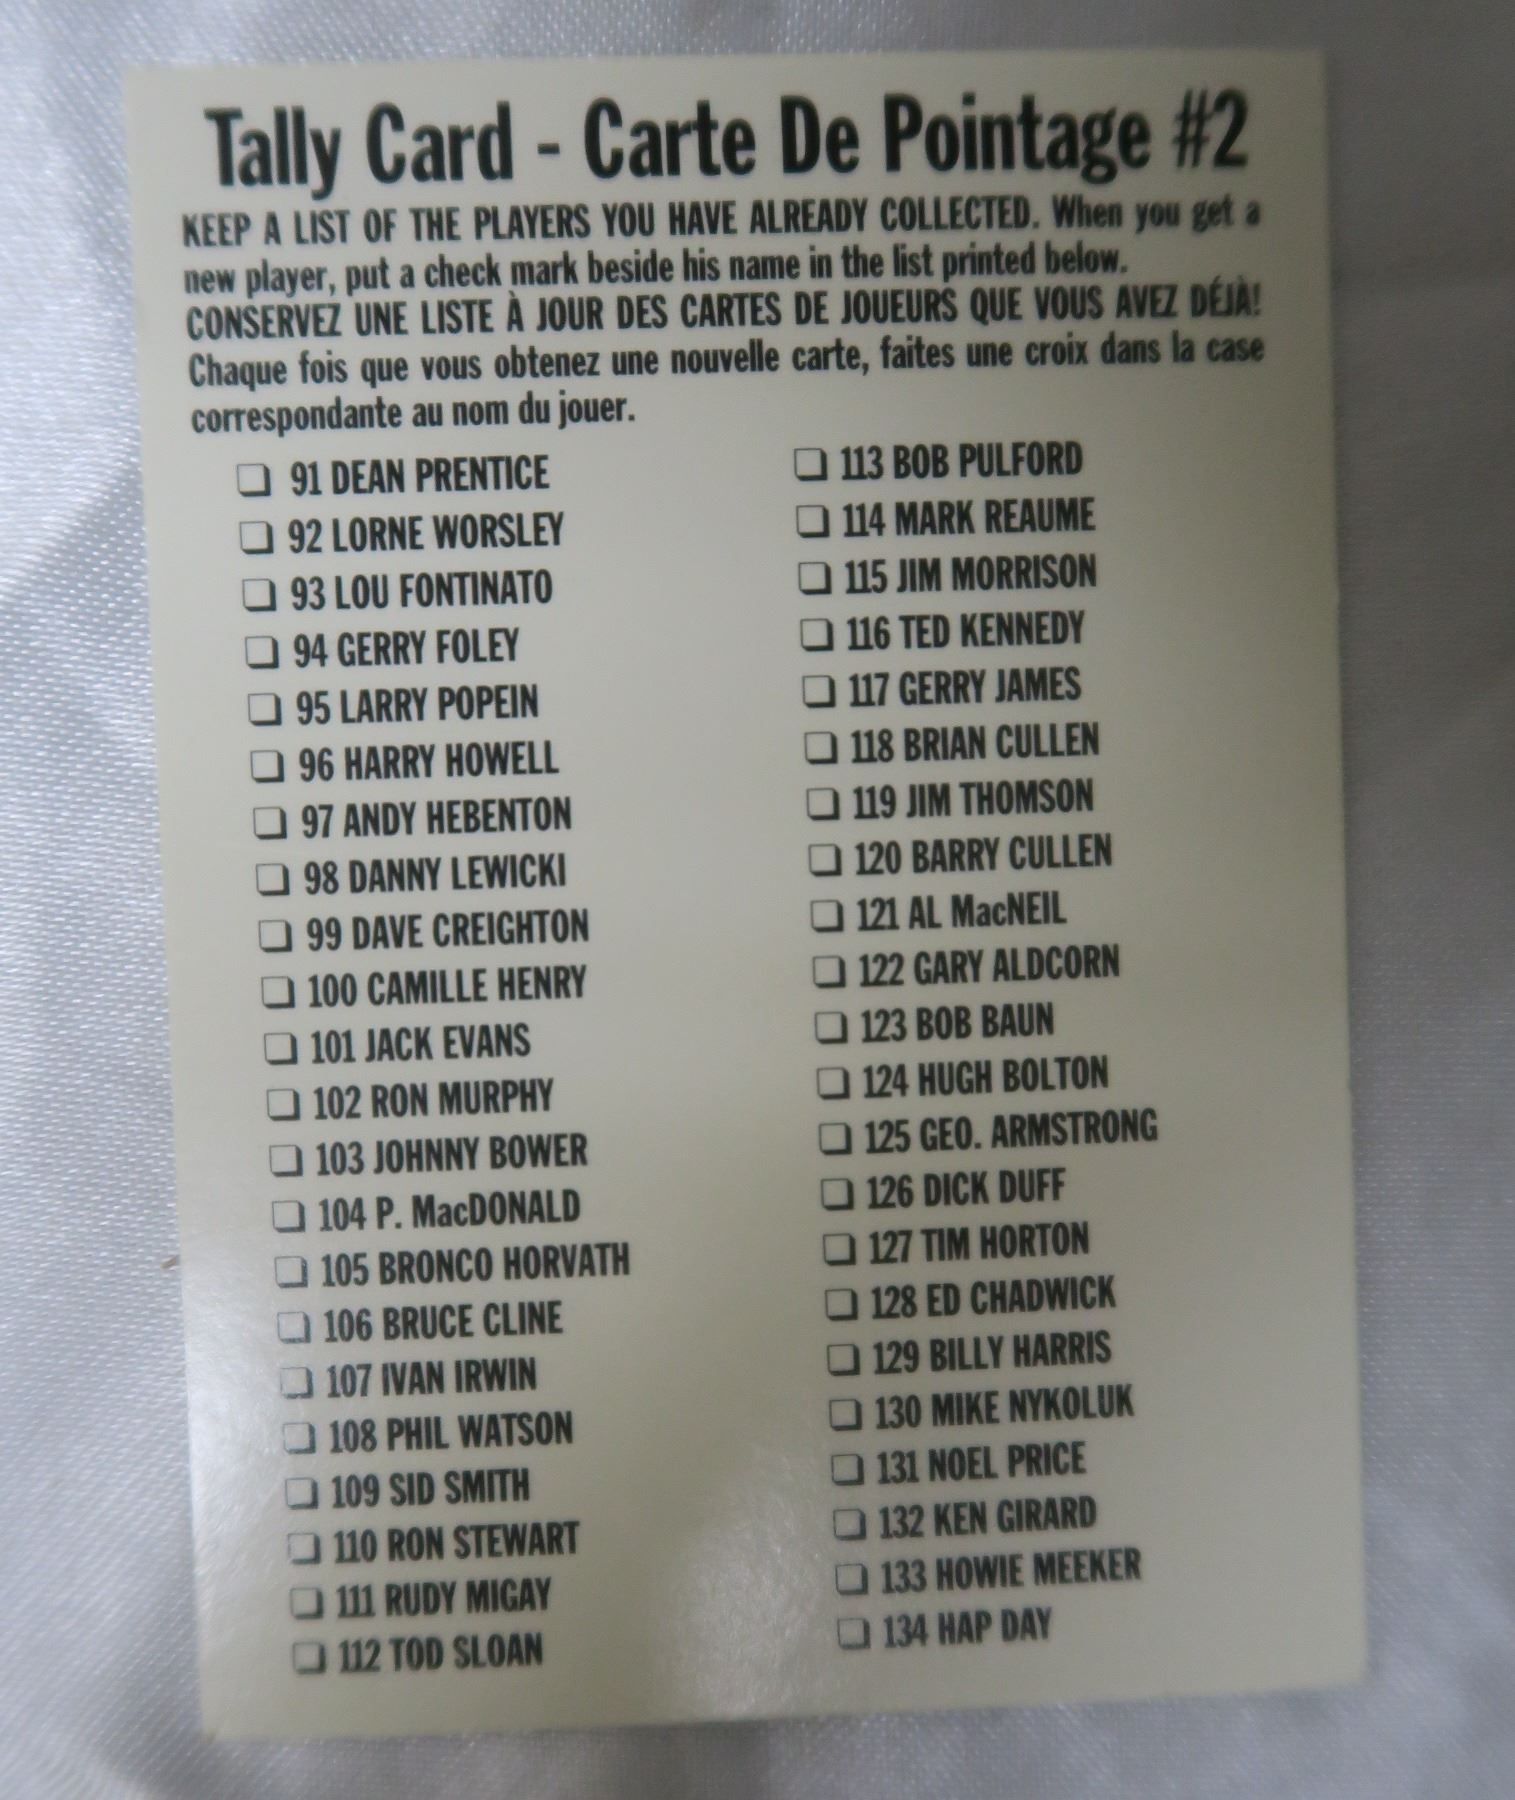 Tally Card - Carte De Pointage #2
KEEP A LIST OF THE PLAYERS YOU HAVE ALREADY COLLECTED. When you get a
new player, put a check mark beside his name in the list printed below.
CONSERVEZ UNE LISTE À JOUR DES CARTES DE JOUEURS QUE VOUS AVEZ DÉJÀ!
Chaque fois que vous obtenez une nouvelle carte, faites une croix dans la case
correspondante au nom du jouer.
91 DEAN PRENTICE
92 LORNE WORSLEY
93 LOU FONTINATO
94 GERRY FOLEY
95 LARRY POPEIN
96 HARRY HOWELL
97 ANDY HEBENTON
98 DANNY LEWICKI
99 DAVE CREIGHTON
100 CAMILLE HENRY
101 JACK EVANS
102 RON MURPHY
103 JOHNNY BOWER
104 P. MacDONALD
105 BRONCO HORVATH
106 BRUCE CLINE
107 IVAN IRWIN
108 PHIL WATSON
109 SID SMITH
110 RON STEWART
111 RUDY MIGAY
112 TOD SLOAN
113 BOB PULFORD
114 MARK REAUME
115 JIM MORRISON
116 TED KENNEDY
117 GERRY JAMES
118 BRIAN CULLEN
119 JIM THOMSON
120 BARRY CULLEN
121 AL MacNEIL
122 GARY ALDCORN
123 BOB BAUN
124 HUGH BOLTON
125 GEO. ARMSTRONG
126 DICK DUFF
127 TIM HORTON
128 ED CHADWICK
129 BILLY HARRIS
130 MIKE NYKOLUK
131 NOEL PRICE
132 KEN GIRARD
133 HOWIE MEEKER
134 HAP DAY